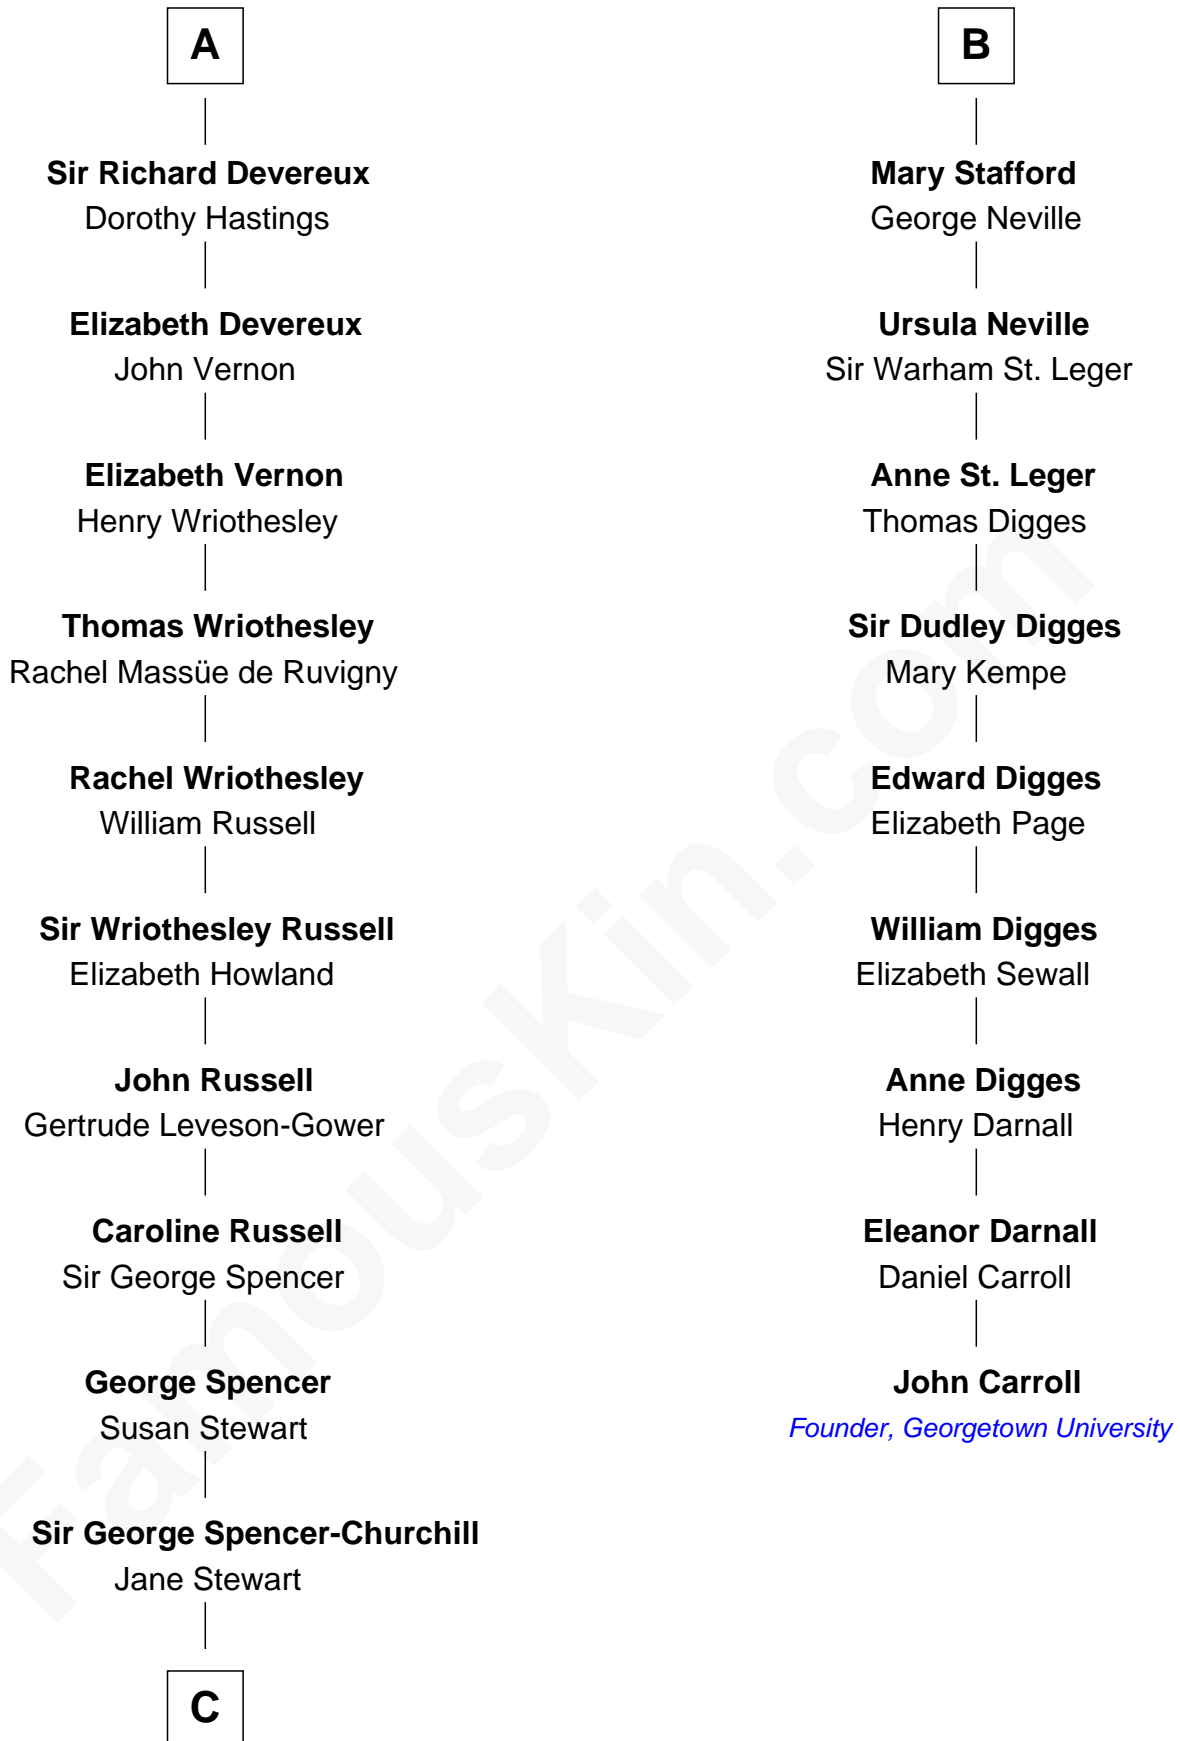 A
Sir Richard Devereux
Dorothy Hastings
Elizabeth Devereux
John Vernon
Elizabeth Vernon
Henry Wriothesley
Thomas Wriothesley
Rachel Massüe de Ruvigny
Rachel Wriothesley
William Russell
Sir Wriothesley Russell
Elizabeth Howland
John Russell
Gertrude Leveson-Gower
Caroline Russell
Sir George Spencer
George Spencer
Susan Stewart
Sir George Spencer-Churchill
Jane Stewart
C
B
Mary Stafford
George Neville
Ursula Neville
Sir Warham St. Leger
Anne St. Leger
Thomas Digges
Sir Dudley Digges
Mary Kempe
Edward Digges
Elizabeth Page
William Digges
Elizabeth Sewall
Anne Digges
Henry Darnall
Eleanor Darnall
Daniel Carroll
John Carroll
Founder, Georgetown University
FamousKin.com